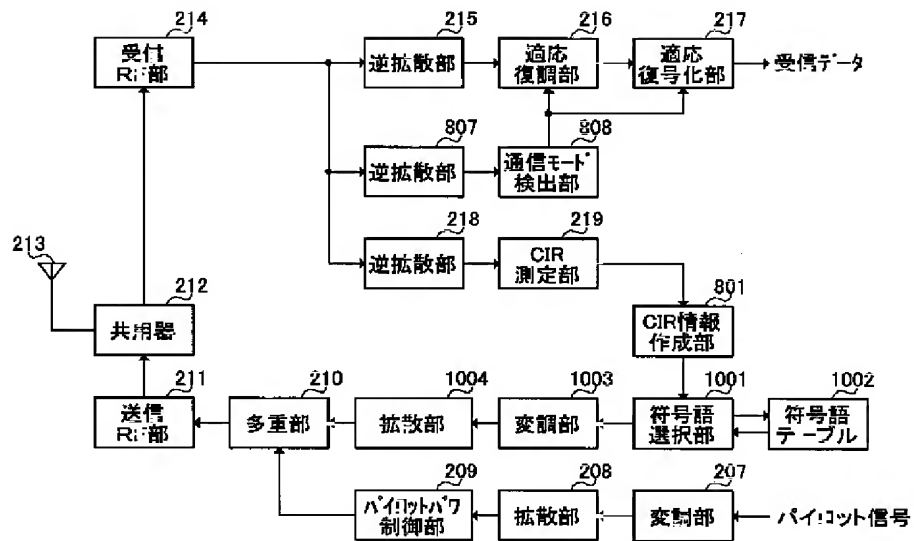 214
受信
RF部
215
逆拡散部
216
適応
復調部
217
適応
復号化部
受信データ
807
逆拡散部
808
通信モード
検出部
218
逆拡散部
219
CIR
測定部
213
212
共用器
801
CIR情報
作成部
211
送信
RF部
210
多重部
1004
拡散部
1003
変調部
1001
符号語
選択部
1002
符号語
テーブル
209
パイロットパワ
制御部
208
拡散部
207
変調部
パイロット信号